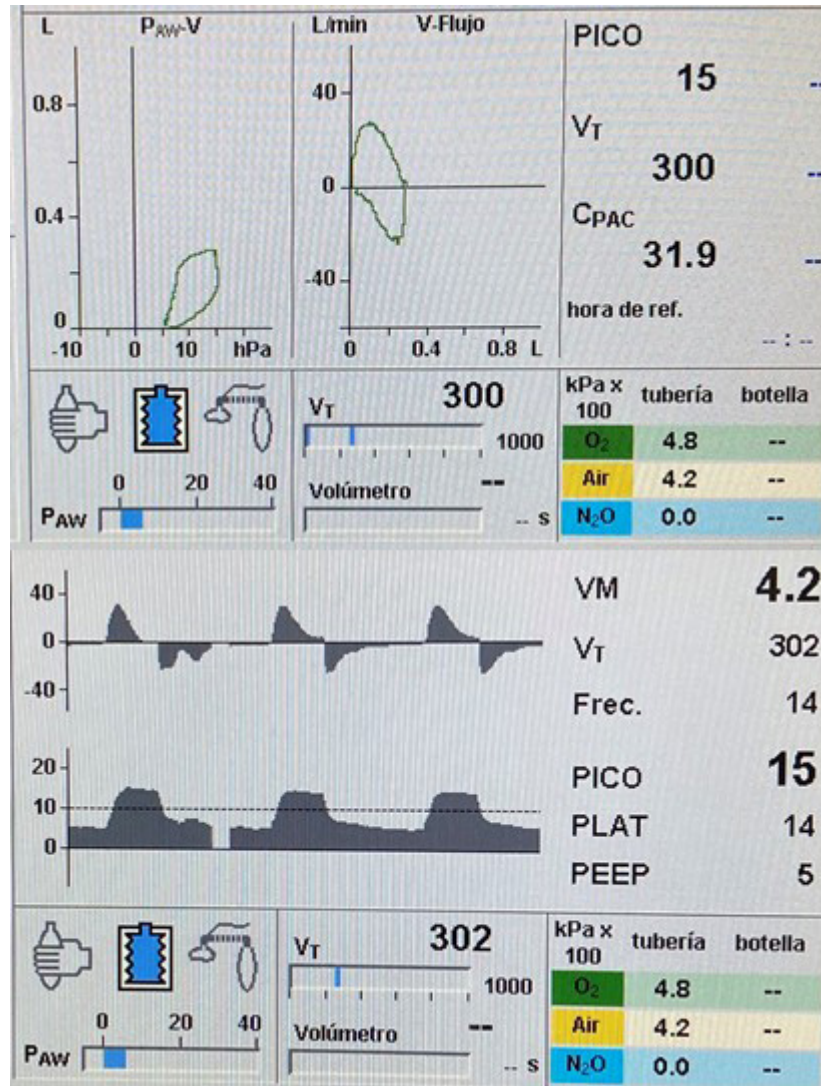 L PAW-V L/min V-Flujo PICO
15 --
40
0.8
VT
300 --
0
0.4
CPAC
31.9 --
-40
hora de ref.
0
-- : --
-10 0 10 hPa 0 0.4 0.8 L
VT 300 kPa x 100 tubería botella
1000 O2 4.8 --
0 20 40 Volúmetro -- Air 4.2 --
PAW -- s N2O 0.0 --
40 VM 4.2
0 VT 302
-40 Frec. 14
20 PICO 15
10 PLAT 14
0 PEEP 5
VT 302 kPa x 100 tubería botella
1000 O2 4.8 --
0 20 40 Volúmetro -- Air 4.2 --
PAW -- s N2O 0.0 --